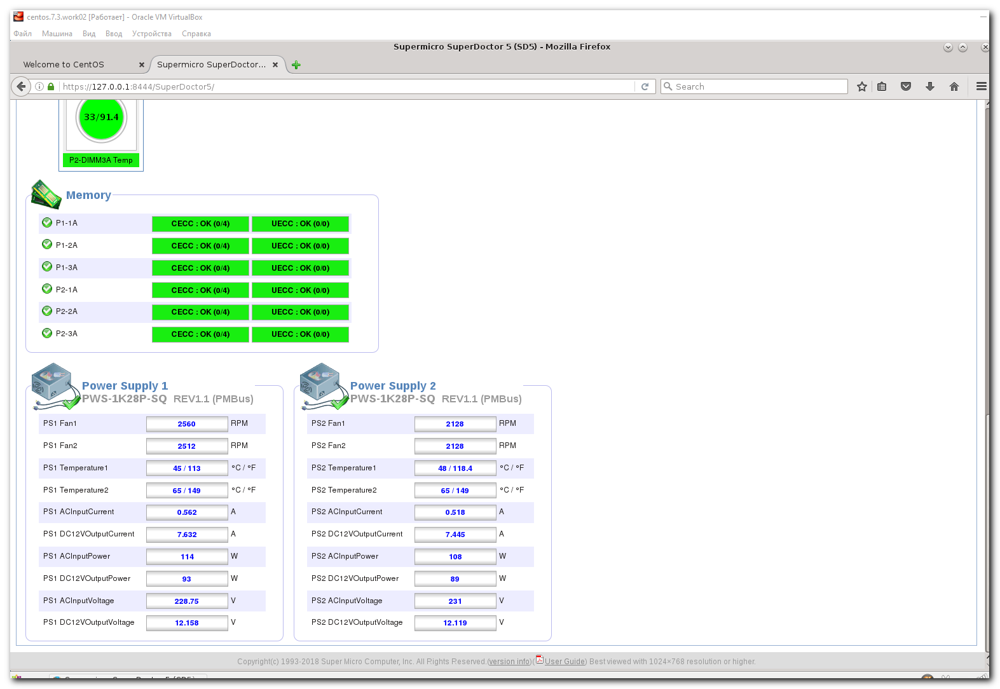 centos.7.3.work02 [Работает] - Oracle VM VirtualBox
Файл Машина Вид Ввод Устройства Справка
Supermicro SuperDoctor 5 (SD5) - Mozilla Firefox
Welcome to CentOS
Supermicro SuperDoctor...
https://127.0.0.1:8444/SuperDoctor5/
Search
33/91.4
P2-DIMM3A Temp
Memory
P1-1A CECC : OK (0/4) UECC : OK (0/0)
P1-2A CECC : OK (0/4) UECC : OK (0/0)
P1-3A CECC : OK (0/4) UECC : OK (0/0)
P2-1A CECC : OK (0/4) UECC : OK (0/0)
P2-2A CECC : OK (0/4) UECC : OK (0/0)
P2-3A CECC : OK (0/4) UECC : OK (0/0)
Power Supply 1
PWS-1K28P-SQ REV1.1 (PMBus)
PS1 Fan1 2560 RPM
PS1 Fan2 2512 RPM
PS1 Temperature1 45 / 113 °C / °F
PS1 Temperature2 65 / 149 °C / °F
PS1 ACInputCurrent 0.562 A
PS1 DC12VOutputCurrent 7.632 A
PS1 ACInputPower 114 W
PS1 DC12VOutputPower 93 W
PS1 ACInputVoltage 228.75 V
PS1 DC12VOutputVoltage 12.158 V
Power Supply 2
PWS-1K28P-SQ REV1.1 (PMBus)
PS2 Fan1 2128 RPM
PS2 Fan2 2128 RPM
PS2 Temperature1 48 / 118.4 °C / °F
PS2 Temperature2 65 / 149 °C / °F
PS2 ACInputCurrent 0.518 A
PS2 DC12VOutputCurrent 7.445 A
PS2 ACInputPower 108 W
PS2 DC12VOutputPower 89 W
PS2 ACInputVoltage 231 V
PS2 DC12VOutputVoltage 12.119 V
Copyright(c) 1993-2018 Super Micro Computer, Inc. All Rights Reserved.(version info)(User Guide) Best viewed with 1024×768 resolution or higher.